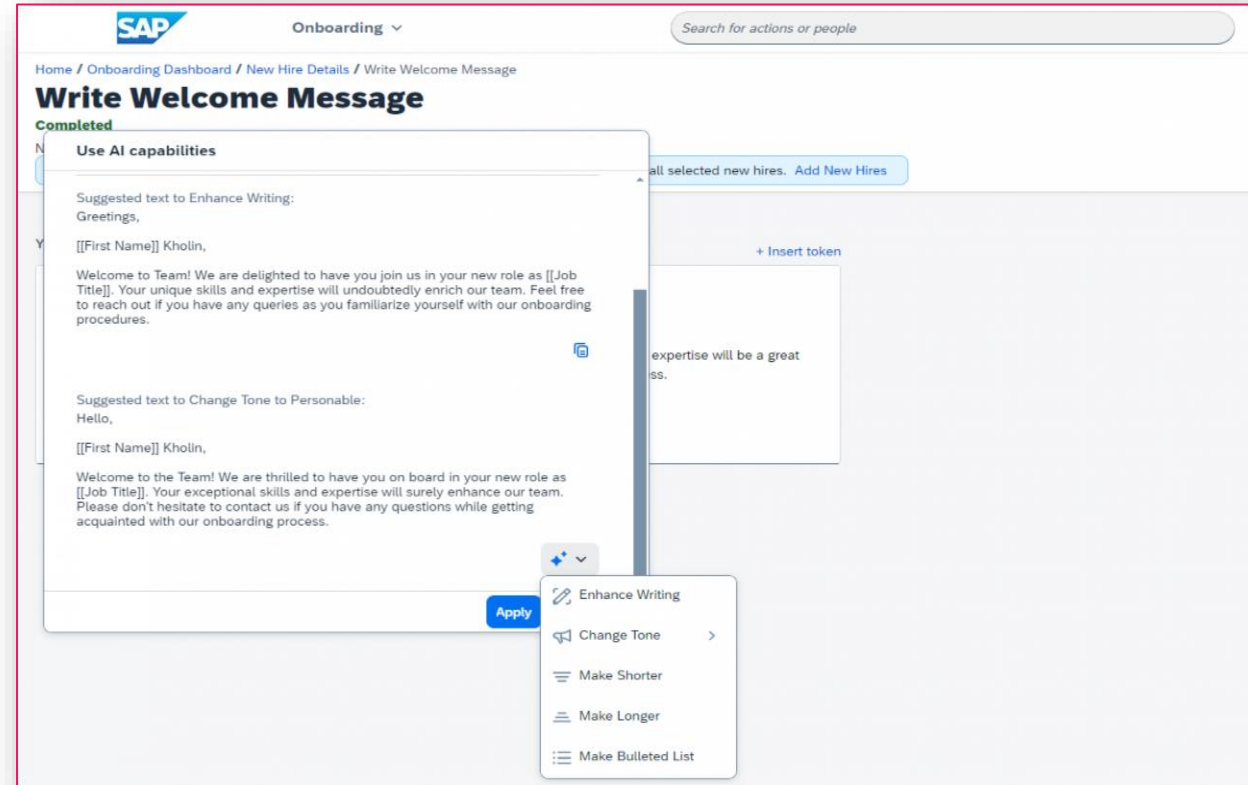 SAP
Onboarding
Search for actions or people
Home / Onboarding Dashboard / New Hire Details / Write Welcome Message
Write Welcome Message
Completed
N
Use AI capabilities
all selected new hires. Add New Hires
Suggested text to Enhance Writing:
Greetings,
Y
[[First Name]] Kholin,
+ Insert token
Welcome to Team! We are delighted to have you join us in your new role as [[Job
Title]]. Your unique skills and expertise will undoubtedly enrich our team. Feel free
to reach out if you have any queries as you familiarize yourself with our onboarding
procedures.
expertise will be a great
ss.
Suggested text to Change Tone to Personable:
Hello,
[[First Name]] Kholin,
Welcome to the Team! We are thrilled to have you on board in your new role as
[[Job Title]]. Your exceptional skills and expertise will surely enhance our team.
Please don't hesitate to contact us if you have any questions while getting
acquainted with our onboarding process.
Apply
Enhance Writing
Change Tone
Make Shorter
Make Longer
Make Bulleted List